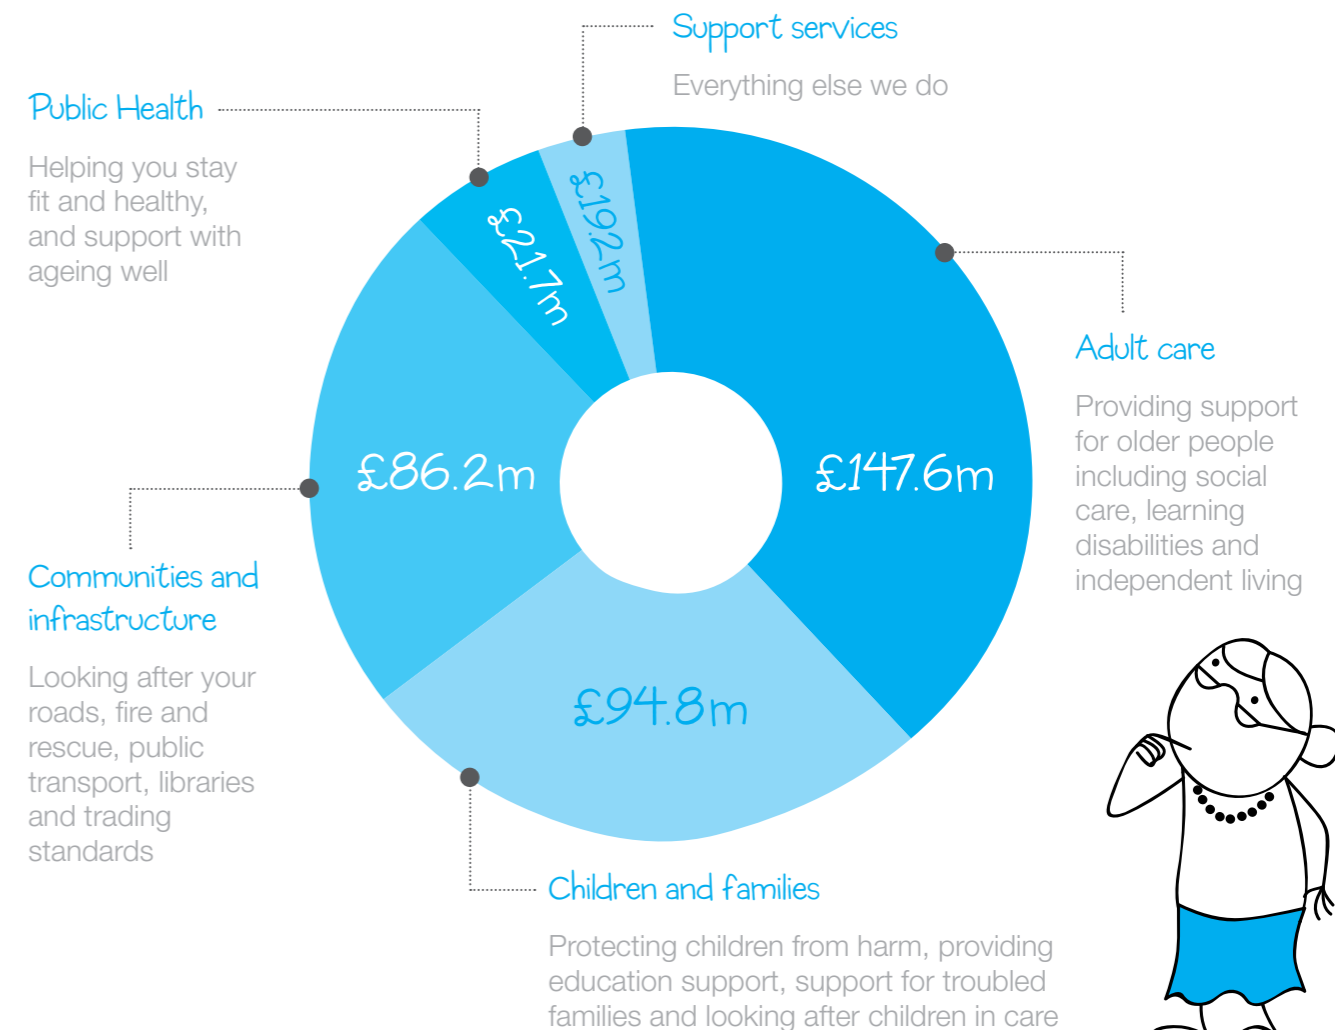 Support services
Everything else we do
Public Health
Helping you stay
fit and healthy,
and support with
ageing well
£19.2m
£21.7m
Adult care
Providing support
for older people
including social
care, learning
disabilities and
independent living
£147.6m
£86.2m
Communities and
infrastructure
Looking after your
roads, fire and
rescue, public
transport, libraries
and trading
standards
£94.8m
Children and families
Protecting children from harm, providing
education support, support for troubled
families and looking after children in care